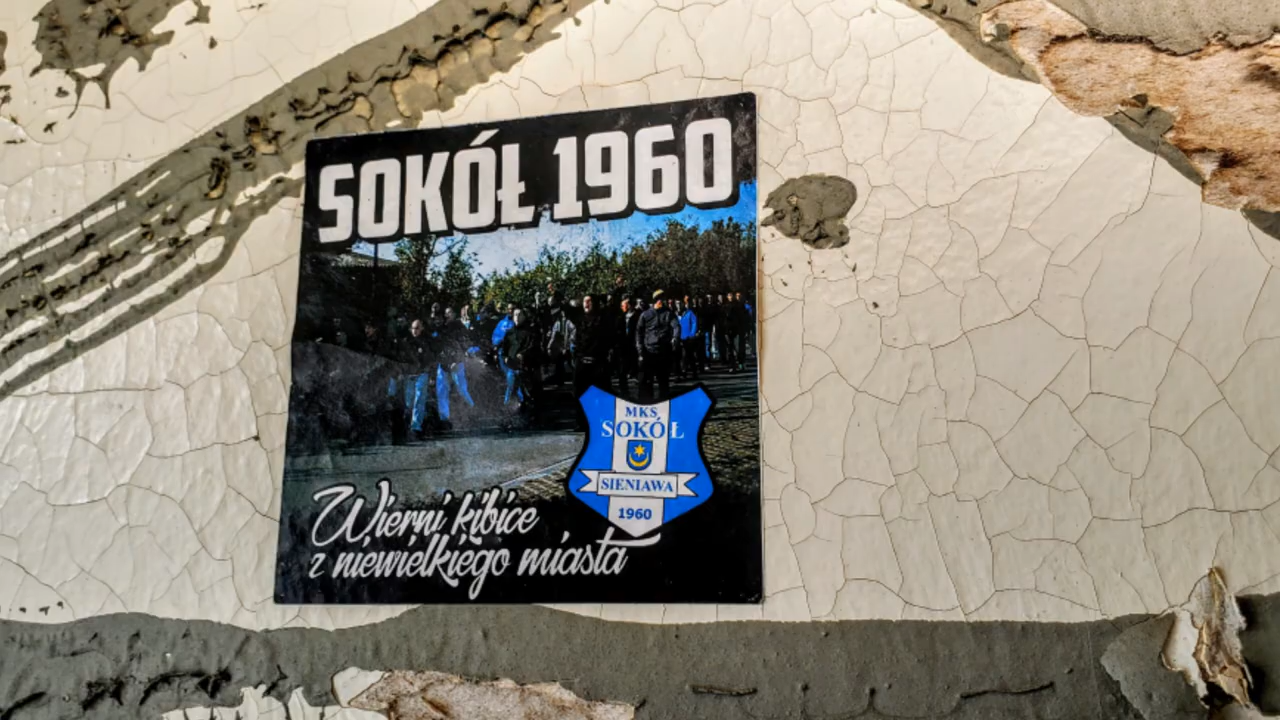 SOKÓŁ 1960
MKS
SOKÓŁ
SIENIAWA
1960
Wierni kibice
z niewielkiego miasta